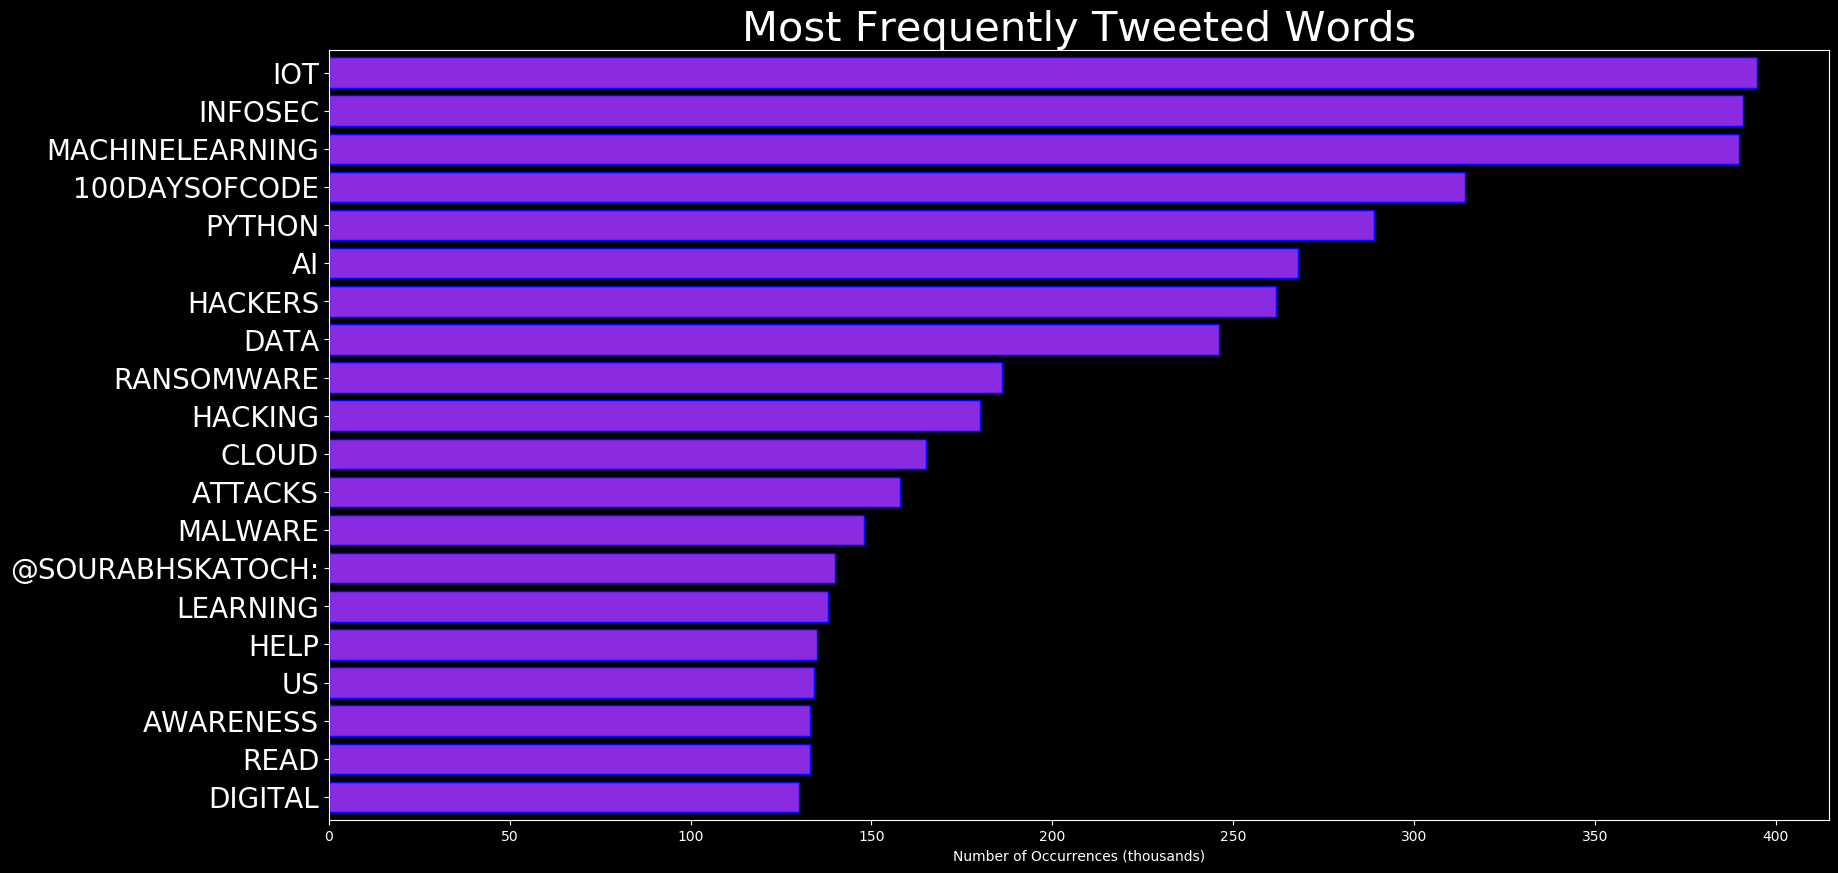 Most Frequently Tweeted Words
IOT
INFOSEC
MACHINELEARNING
100DAYSOFCODE
PYTHON
AI
HACKERS
DATA
RANSOMWARE
HACKING
CLOUD
ATTACKS
MALWARE
@SOURABHSKATOCH:
LEARNING
HELP
US
AWARENESS
READ
DIGITAL
0 50 100 150 200 250 300 350 400
Number of Occurrences (thousands)